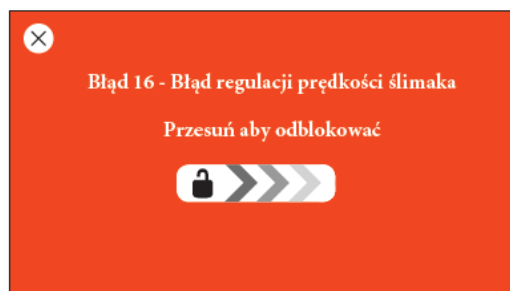 Błąd 16 - Błąd regulacji prędkości ślimaka
Przesuń aby odblokować